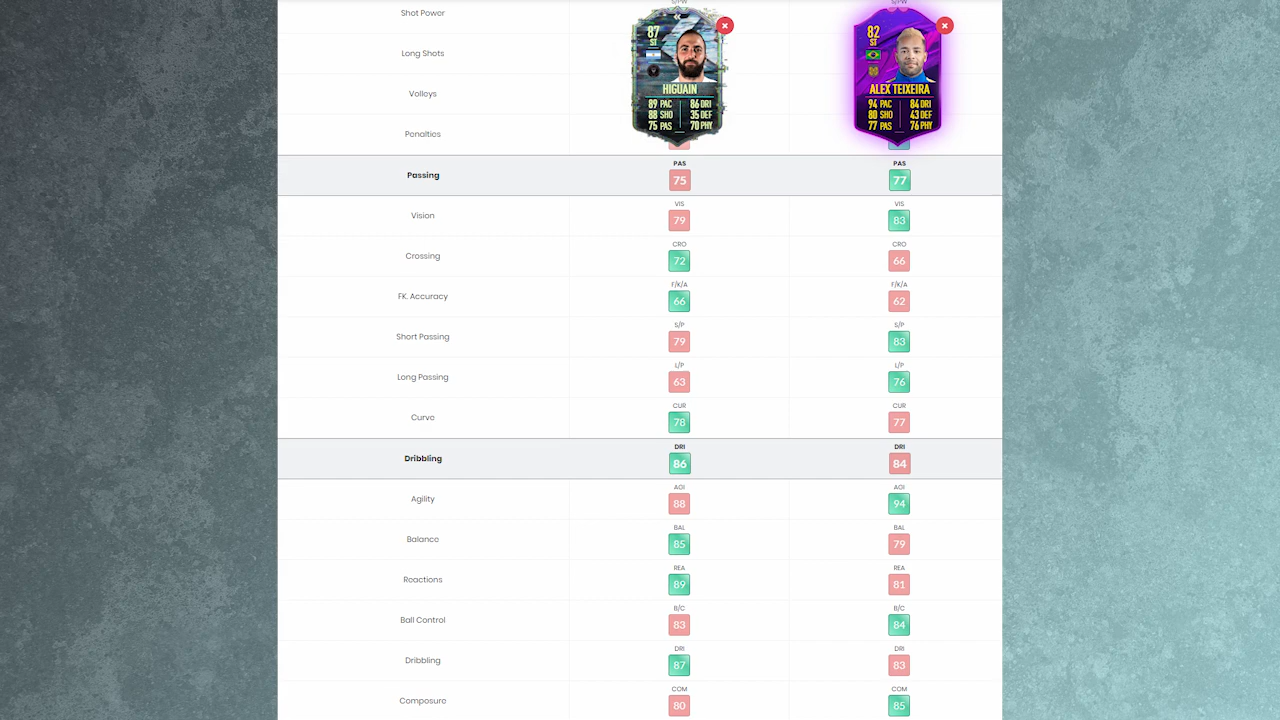 Shot Power
Long Shots
Volleys
Penalties
87
ST
HIGUAIN
89 PAC 86 DRI
88 SHO 35 DEF
75 PAS 70 PHY
82
ST
ALEX TEIXEIRA
94 PAC 84 DRI
80 SHO 43 DEF
77 PAS 76 PHY
Passing PAS 75 PAS 77
Vision VIS 79 VIS 83
Crossing CRO 72 CRO 66
FK. Accuracy F/K/A 66 F/K/A 62
Short Passing S/P 79 S/P 83
Long Passing L/P 63 L/P 76
Curve CUR 78 CUR 77
Dribbling DRI 86 DRI 84
Agility AGI 88 AGI 94
Balance BAL 85 BAL 79
Reactions REA 89 REA 81
Ball Control B/C 83 B/C 84
Dribbling DRI 87 DRI 83
Composure COM 80 COM 85